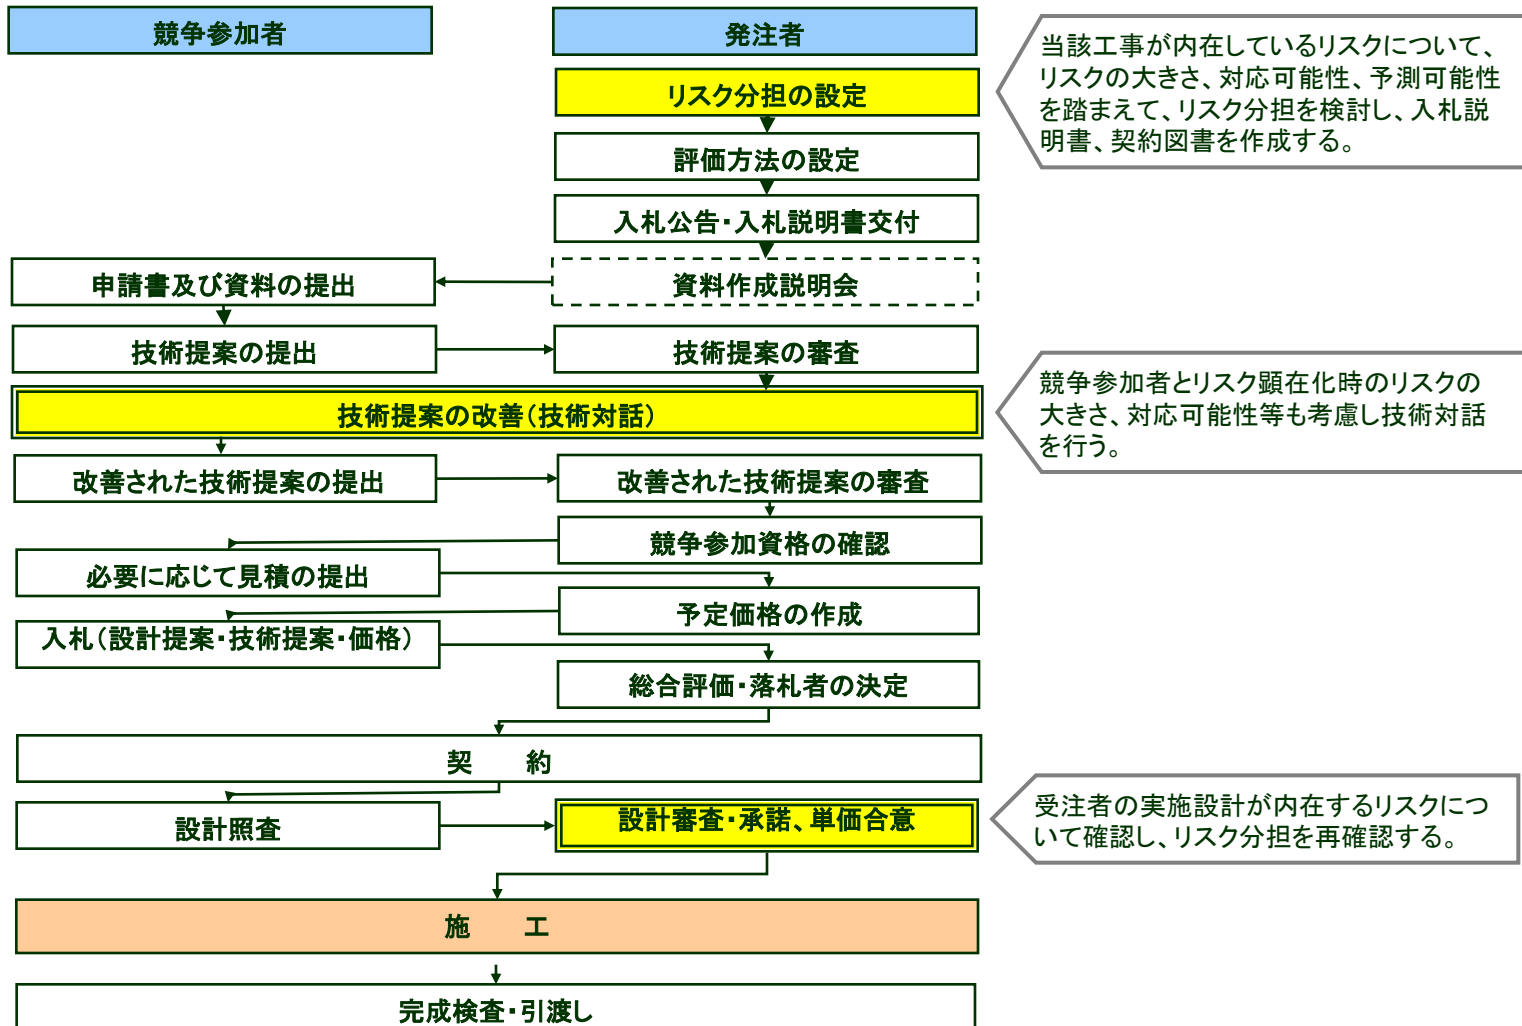 競争参加者
発注者
リスク分担の設定
当該工事が内在しているリスクについて、
リスクの大きさ、対応可能性、予測可能性
を踏まえて、リスク分担を検討し、入札説
明書、契約図書を作成する。
評価方法の設定
入札公告・入札説明書交付
申請書及び資料の提出
資料作成説明会
技術提案の提出
技術提案の審査
技術提案の改善（技術対話）
競争参加者とリスク顕在化時のリスクの
大きさ、対応可能性等も考慮し技術対話
を行う。
改善された技術提案の提出
改善された技術提案の審査
競争参加資格の確認
必要に応じて見積の提出
予定価格の作成
入札（設計提案・技術提案・価格）
総合評価・落札者の決定
契　約
設計照査
設計審査・承諾、単価合意
受注者の実施設計が内在するリスクにつ
いて確認し、リスク分担を再確認する。
施　工
完成検査・引渡し